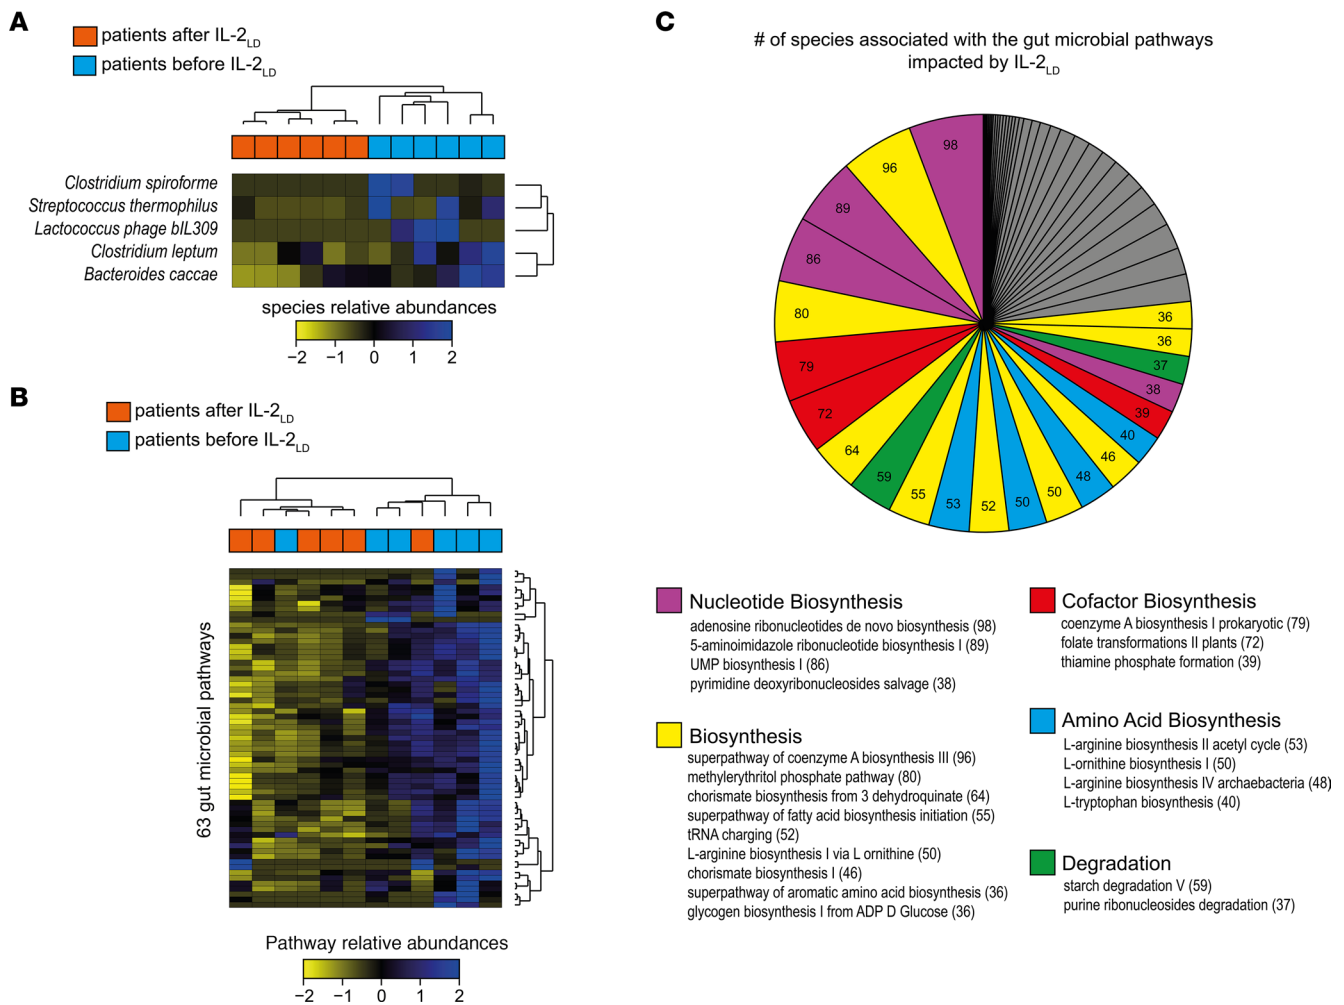 A
patients after IL-2LD
patients before IL-2LD
Clostridium spiroforme
Streptococcus thermophilus
Lactococcus phage bIL309
Clostridium leptum
Bacteroides caccae
species relative abundances
−2 −1 0 1 2
B
patients after IL-2LD
patients before IL-2LD
63 gut microbial pathways
Pathway relative abundances
−2 −1 0 1 2
C
# of species associated with the gut microbial pathways
impacted by IL-2LD
98
96
89
86
80
79
72
64
59
55
53
52
50
50
48
46
40
39
38
37
36
36
Nucleotide Biosynthesis
adenosine ribonucleotides de novo biosynthesis (98)
5-aminoimidazole ribonucleotide biosynthesis I (89)
UMP biosynthesis I (86)
pyrimidine deoxyribonucleosides salvage (38)
Biosynthesis
superpathway of coenzyme A biosynthesis III (96)
methylerythritol phosphate pathway (80)
chorismate biosynthesis from 3 dehydroquinate (64)
superpathway of fatty acid biosynthesis initiation (55)
tRNA charging (52)
L-arginine biosynthesis I via L ornithine (50)
chorismate biosynthesis I (46)
superpathway of aromatic amino acid biosynthesis (36)
glycogen biosynthesis I from ADP D Glucose (36)
Cofactor Biosynthesis
coenzyme A biosynthesis I prokaryotic (79)
folate transformations II plants (72)
thiamine phosphate formation (39)
Amino Acid Biosynthesis
L-arginine biosynthesis II acetyl cycle (53)
L-ornithine biosynthesis I (50)
L-arginine biosynthesis IV archaebacteria (48)
L-tryptophan biosynthesis (40)
Degradation
starch degradation V (59)
purine ribonucleosides degradation (37)